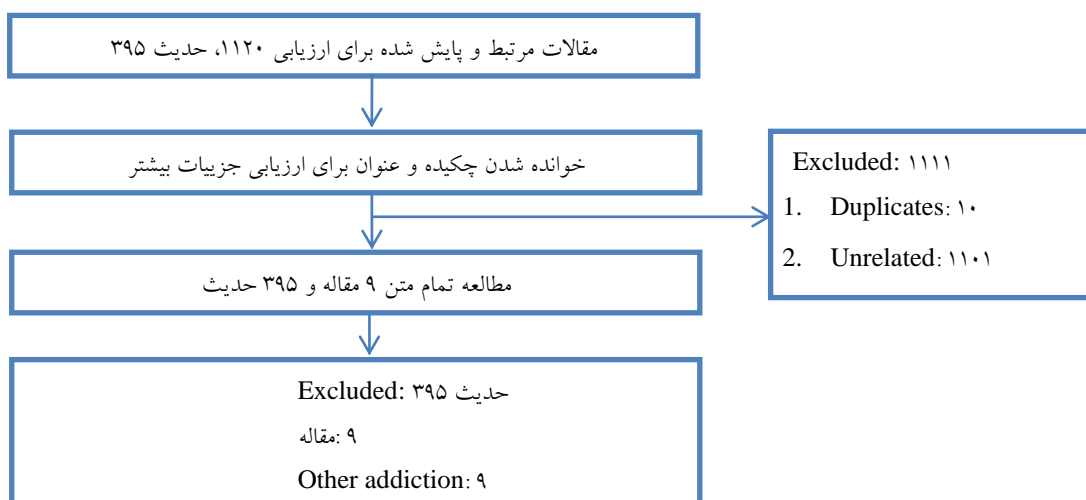 مقالات مرتبط و پایش شده برای ارزیابی ۱۱۲۰، حدیث ۳۹۵
خوانده شدن چکیده و عنوان برای ارزیابی جزییات بیشتر
Excluded: ۱۱۱۱
1. Duplicates: ۱۰
2. Unrelated: ۱۱۰۱
مطالعه تمام متن ۹ مقاله و ۳۹۵ حدیث
Excluded: ۳۹۵ حدیث
۹ :مقاله
Other addiction: ۹